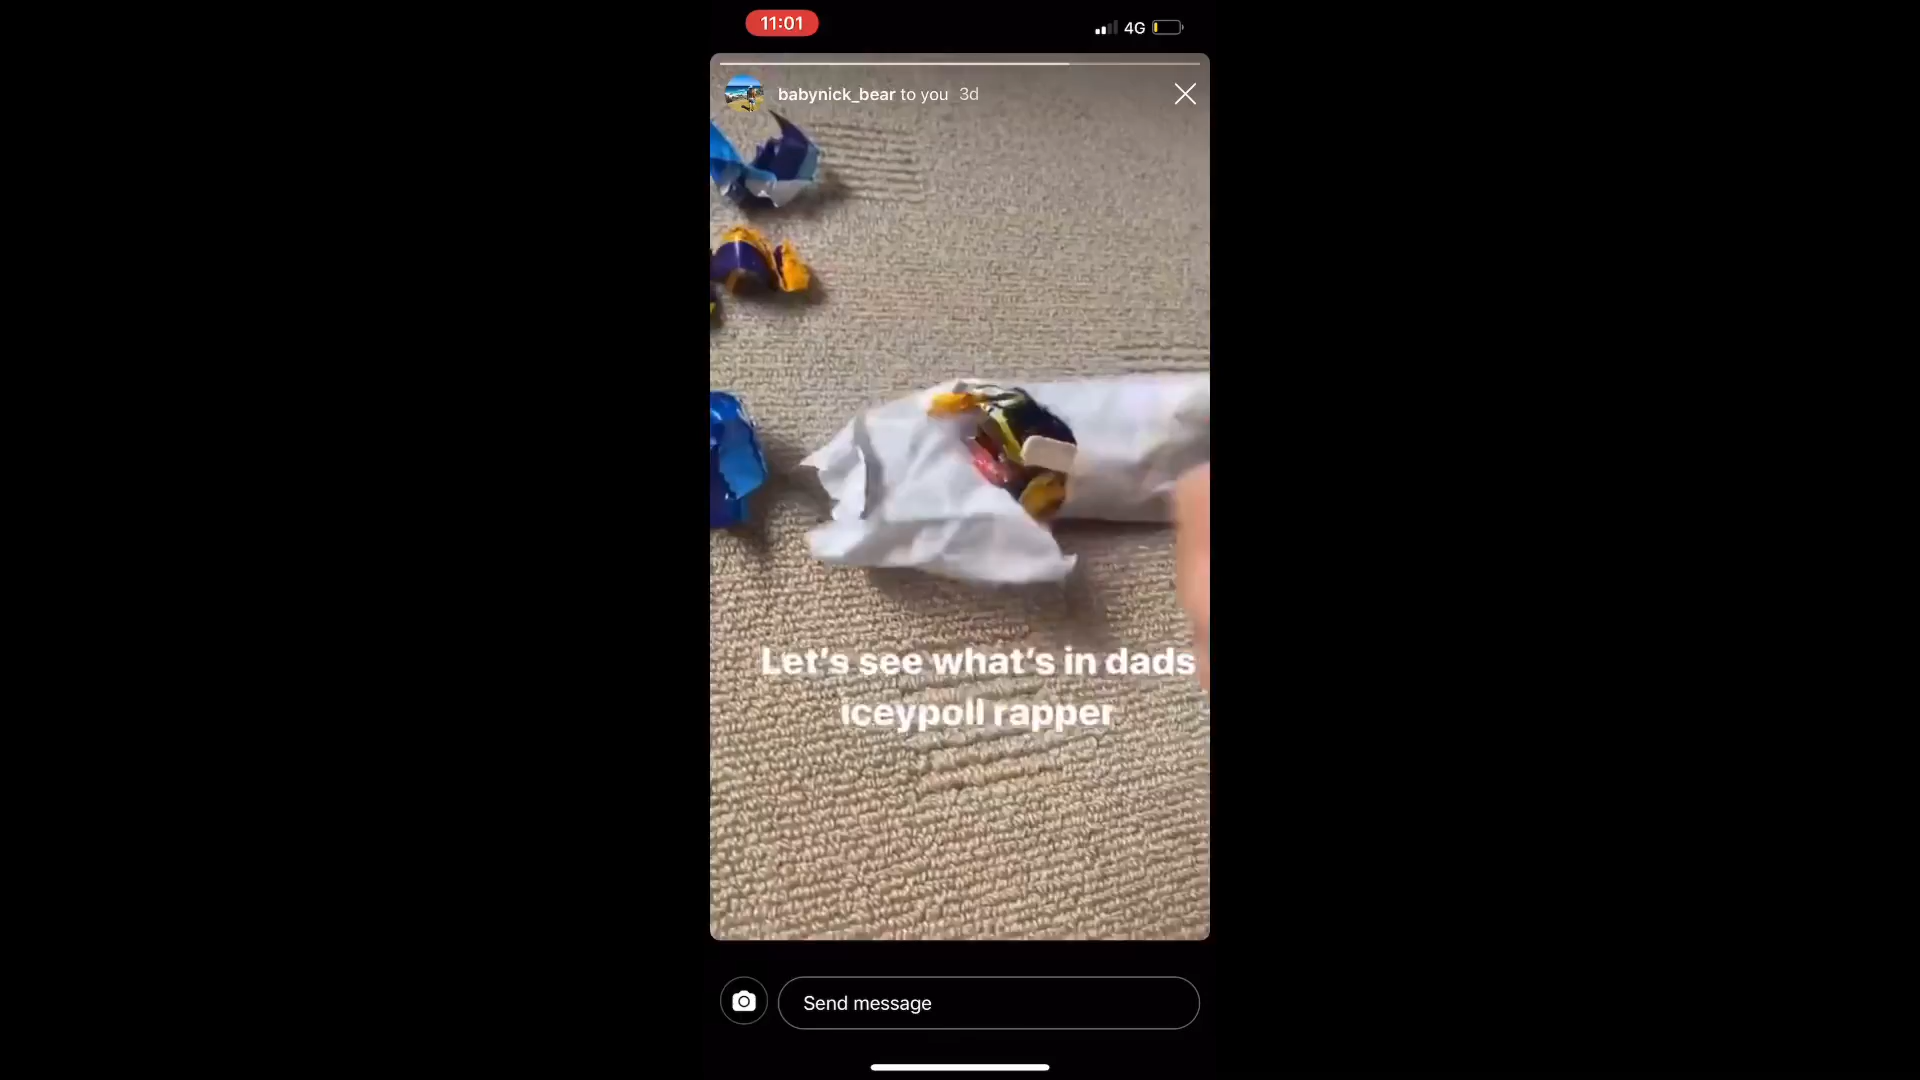 11:01
4G
babynick_bear to you 3d
Let's see what's in dads
iceypoll rapper
Send message